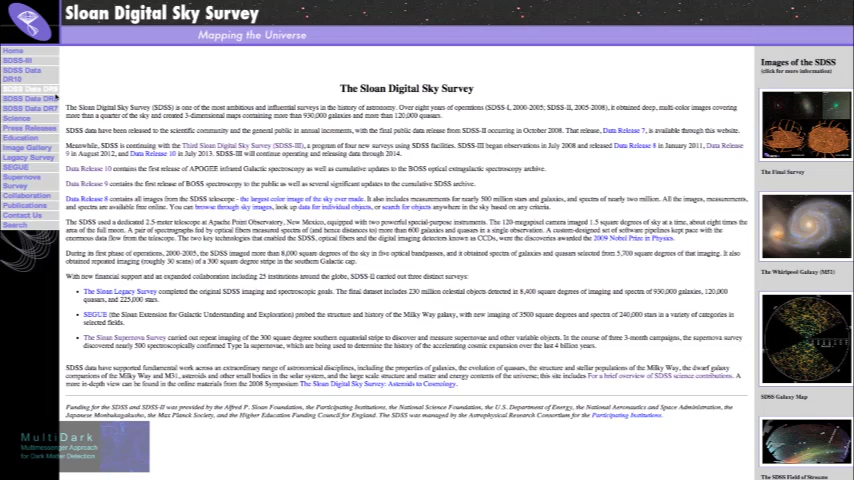 Sloan Digital Sky Survey
Mapping the Universe
Home
SDSS-III
SDSS Data
DR10
SDSS Data DR9
SDSS Data DR8
SDSS Data DR7
Science
Press Releases
Education
Image Gallery
Legacy Survey
SEGUE
Supernova
Survey
Collaboration
Publications
Contact Us
Search
The Sloan Digital Sky Survey
The Sloan Digital Sky Survey (SDSS) is one of the most ambitious and influential surveys in the history of astronomy. Over eight years of operations (SDSS-I, 2000-2005; SDSS-II, 2005-2008), it obtained deep, multi-color images covering
more than a quarter of the sky and created 3-dimensional maps containing more than 930,000 galaxies and more than 120,000 quasars.
SDSS data have been released to the scientific community and the general public in annual increments, with the final public data release from SDSS-II occurring in October 2008. That release, Data Release 7, is available through this website.
Meanwhile, SDSS is continuing with the Third Sloan Digital Sky Survey (SDSS-III), a program of four new surveys using SDSS facilities. SDSS-III began observations in July 2008 and released Data Release 8 in January 2011, Data Release
9 in August 2012, and Data Release 10 in July 2013. SDSS-III will continue operating and releasing data through 2014.
Data Release 10 contains the first release of APOGEE infrared Galactic spectroscopy as well as cumulative updates to the BOSS optical extragalactic spectroscopy archive.
Data Release 9 contains the first release of BOSS spectroscopy to the public as well as several significant updates to the cumulative SDSS archive.
Data Release 8 contains all images from the SDSS telescope - the largest color image of the sky ever made. It also includes measurements for nearly 500 million stars and galaxies, and spectra of nearly two million. All the images, measurements,
and spectra are available free online. You can browse through sky images, look up data for individual objects, or search for objects anywhere in the sky based on any criteria.
The SDSS used a dedicated 2.5-meter telescope at Apache Point Observatory, New Mexico, equipped with two powerful special-purpose instruments. The 120-megapixel camera imaged 1.5 square degrees of sky at a time, about eight times the
area of the full moon. A pair of spectrographs fed by optical fibers measured spectra of (and hence distances to) more than 600 galaxies and quasars in a single observation. A custom-designed set of software pipelines kept pace with the
enormous data flow from the telescope. The two key technologies that enabled the SDSS, optical fibers and the digital imaging detectors known as CCDs, were the discoveries awarded the 2009 Nobel Prize in Physics.
During its first phase of operations, 2000-2005, the SDSS imaged more than 8,000 square degrees of the sky in five optical bandpasses, and it obtained spectra of galaxies and quasars selected from 5,700 square degrees of that imaging. It also
obtained repeated imaging (roughly 30 scans) of a 300 square degree stripe in the southern Galactic cap.
With new financial support and an expanded collaboration including 25 institutions around the globe, SDSS-II carried out three distinct surveys:
• The Sloan Legacy Survey completed the original SDSS imaging and spectroscopic goals. The final dataset includes 230 million celestial objects detected in 8,400 square degrees of imaging and spectra of 930,000 galaxies, 120,000
quasars, and 225,000 stars.
• SEGUE (the Sloan Extension for Galactic Understanding and Exploration) probed the structure and history of the Milky Way galaxy, with new imaging of 3500 square degrees and spectra of 240,000 stars in a variety of categories in
selected fields.
• The Sloan Supernova Survey carried out repeat imaging of the 300 square degree southern equatorial stripe to discover and measure supernovae and other variable objects. In the course of three 3-month campaigns, the supernova survey
discovered nearly 500 spectroscopically confirmed Type Ia supernovae, which are being used to determine the history of the accelerating cosmic expansion over the last 4 billion years.
SDSS data have supported fundamental work across an extraordinary range of astronomical disciplines, including the properties of galaxies, the evolution of quasars, the structure and stellar populations of the Milky Way, the dwarf galaxy
companions of the Milky Way and M31, asteroids and other small bodies in the solar system, and the large scale structure and matter and energy contents of the universe; this site includes For a brief overview of SDSS science contributions. A
more in-depth view can be found in the online materials from the 2008 Symposium The Sloan Digital Sky Survey: Asteroids to Cosmology.
Funding for the SDSS and SDSS-II was provided by the Alfred P. Sloan Foundation, the Participating Institutions, the National Science Foundation, the U.S. Department of Energy, the National Aeronautics and Space Administration, the
Japanese Monbukagakusho, the Max Planck Society, and the Higher Education Funding Council for England. The SDSS was managed by the Astrophysical Research Consortium for the Participating Institutions.
Images of the SDSS
(click for more information)
The Final Survey
The Whirlpool Galaxy (M51)
SDSS Galaxy Map
The SDSS Field of Streams
MultiDark
Multimessenger Approach
for Dark Matter Detection